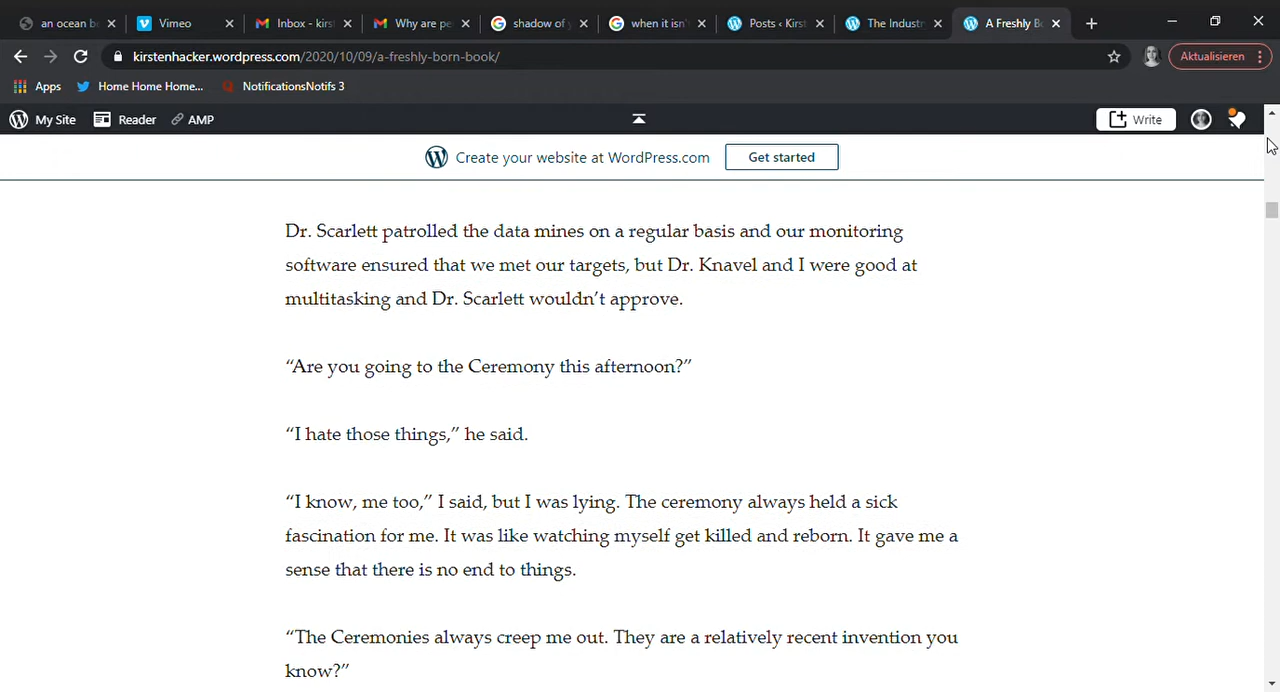 an ocean b
Vimeo
Inbox - kirs
Why are pe
shadow of
when it isn'
Posts ‹ Kirst
The Industr
A Freshly Bo
kirstenhacker.wordpress.com/2020/10/09/a-freshly-born-book/
Aktualisieren
Apps
Home Home Home...
NotificationsNotifs 3
My Site
Reader
AMP
Write
Create your website at WordPress.com
Get started
Dr. Scarlett patrolled the data mines on a regular basis and our monitoring
software ensured that we met our targets, but Dr. Knavel and I were good at
multitasking and Dr. Scarlett wouldn’t approve.
“Are you going to the Ceremony this afternoon?”
“I hate those things,” he said.
“I know, me too,” I said, but I was lying. The ceremony always held a sick
fascination for me. It was like watching myself get killed and reborn. It gave me a
sense that there is no end to things.
“The Ceremonies always creep me out. They are a relatively recent invention you
know?”